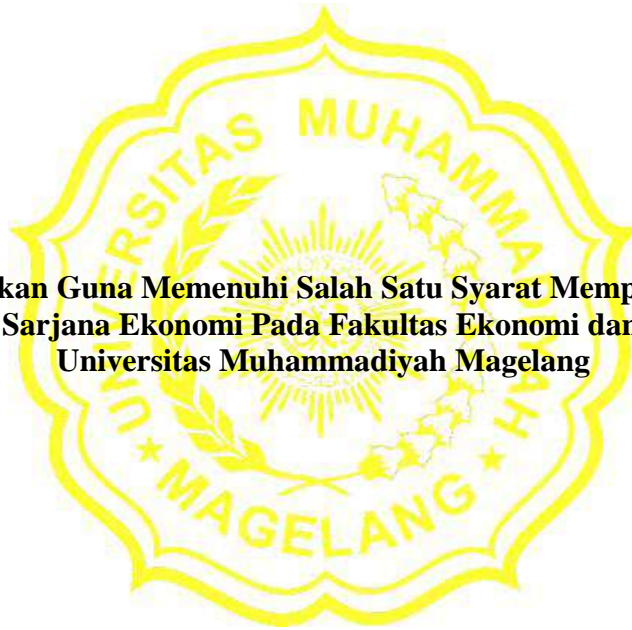 UNIVERSITAS MUHAMMADIYAH
kan Guna Memenuhi Salah Satu Syarat Memp
Sarjana Ekonomi Pada Fakultas Ekonomi dan
Universitas Muhammadiyah Magelang
MAGELANG